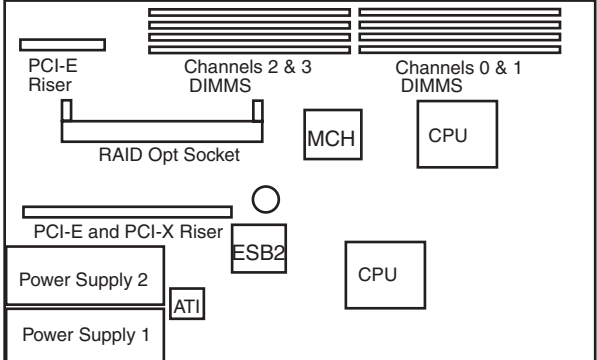 PCI-E
Riser
Channels 2 & 3
DIMMS
Channels 0 & 1
DIMMS
RAID Opt Socket
MCH
CPU
PCI-E and PCI-X Riser
ESB2
CPU
Power Supply 2
ATI
Power Supply 1